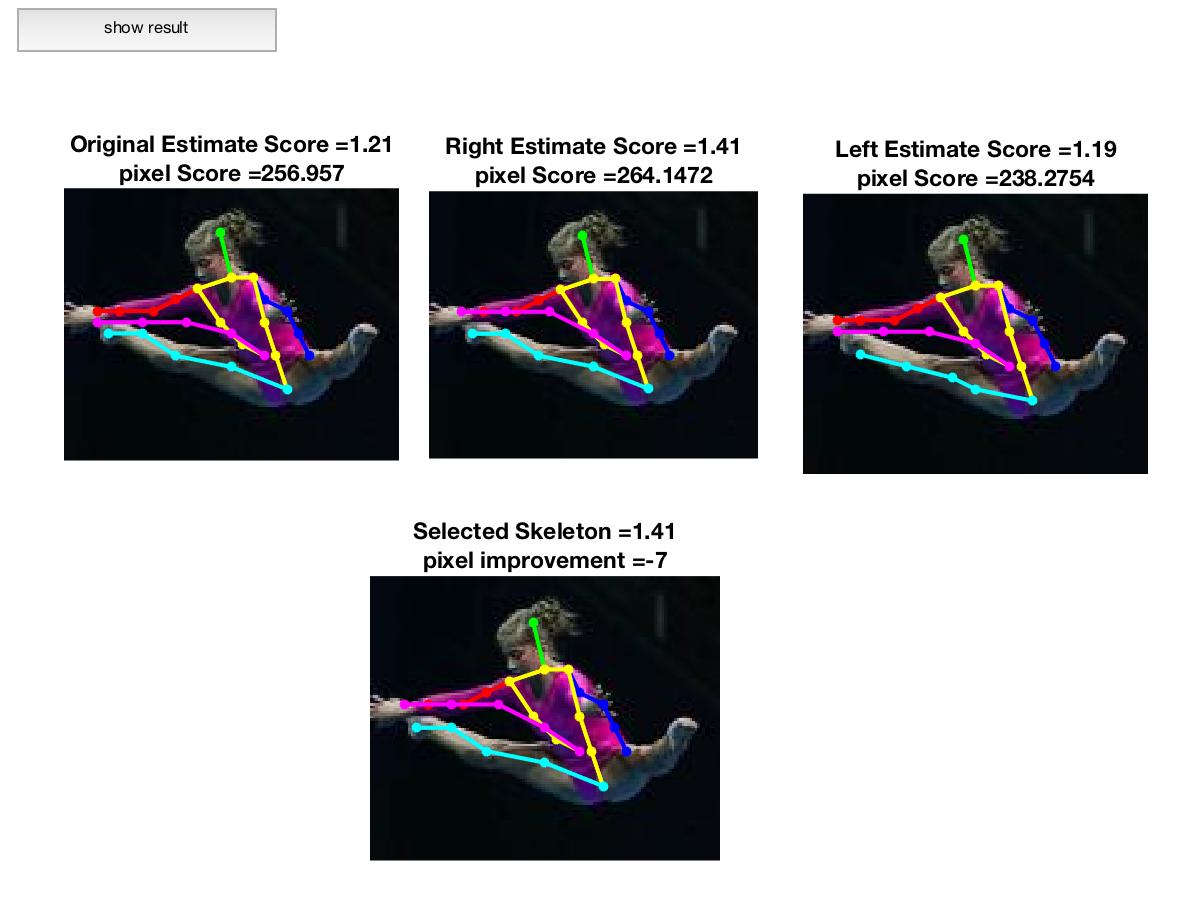 show result
Original Estimate Score =1.21
pixel Score =256.957
Right Estimate Score =1.41
pixel Score =264.1472
Left Estimate Score =1.19
pixel Score =238.2754
Selected Skeleton =1.41
pixel improvement =-7